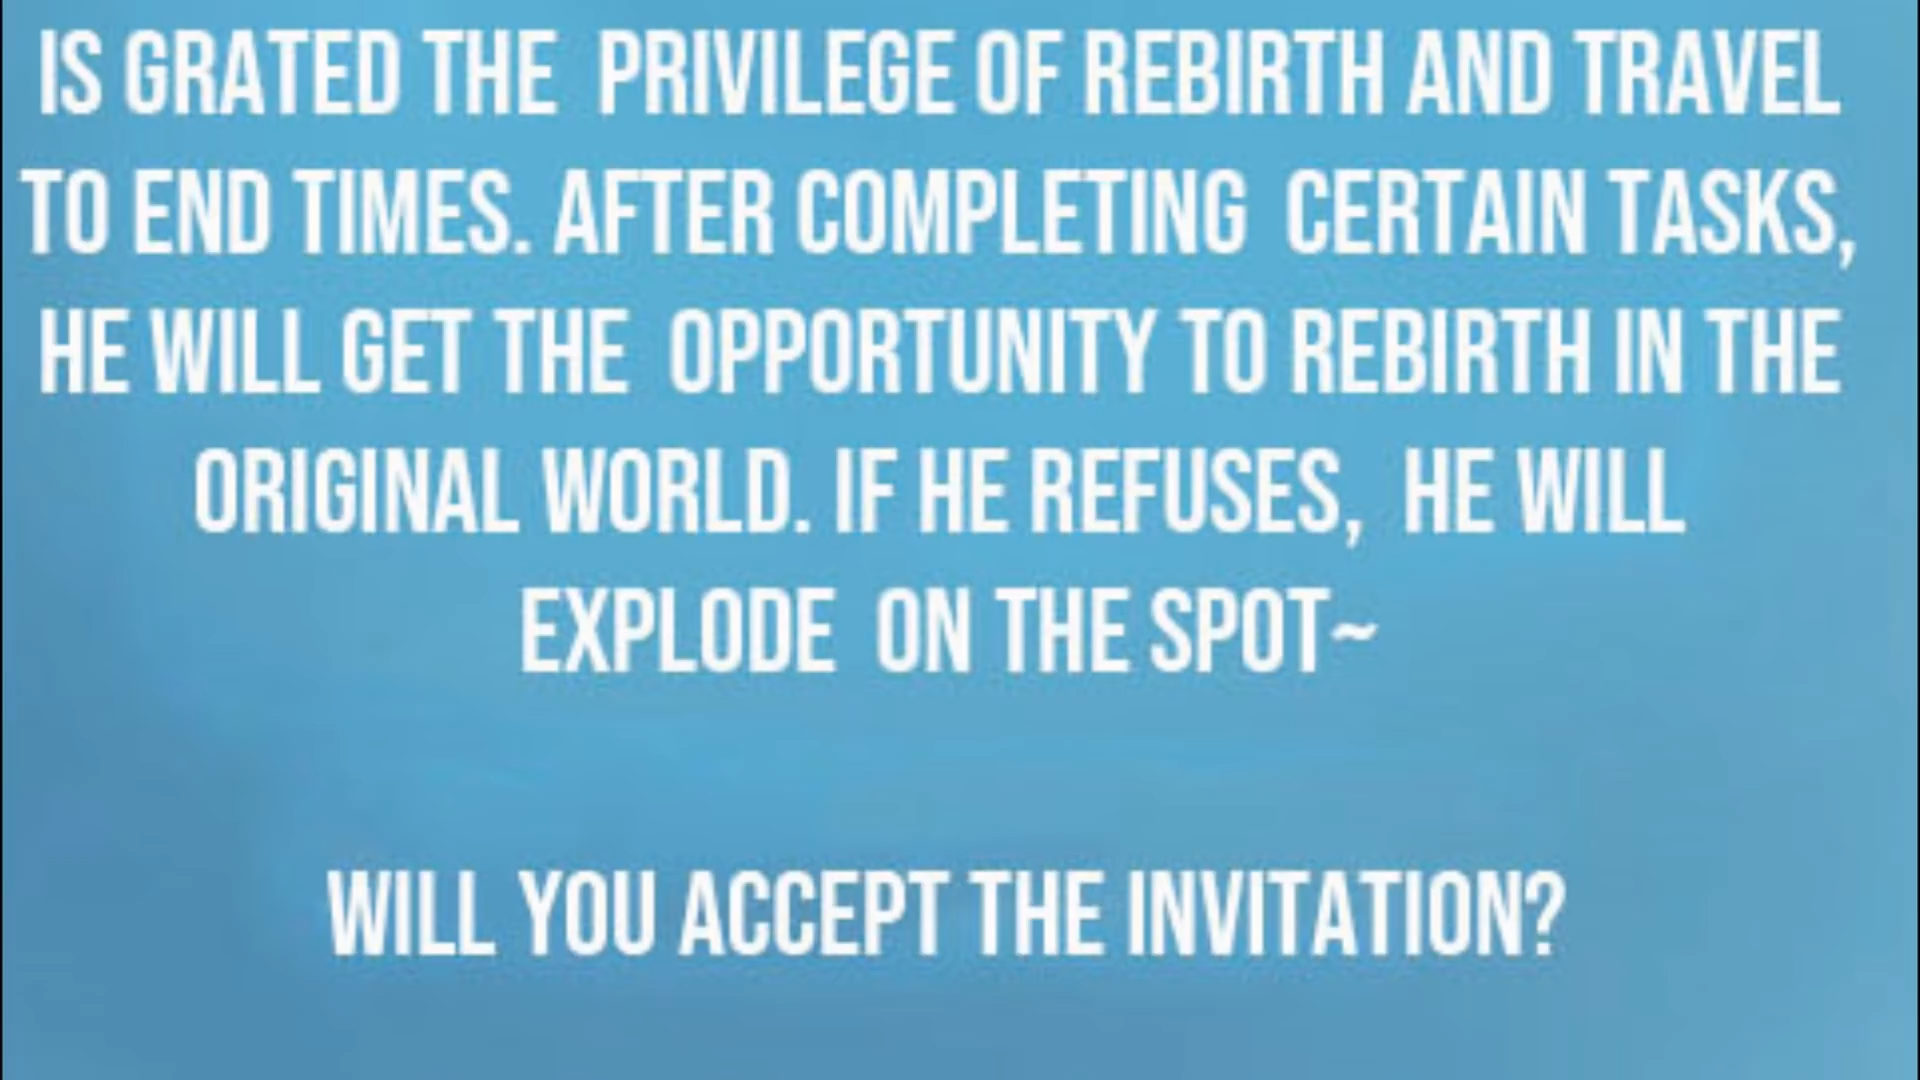 IS GRATED THE PRIVILEGE OF REBIRTH AND TRAVEL
TO END TIMES. AFTER COMPLETING CERTAIN TASKS,
HE WILL GET THE OPPORTUNITY TO REBIRTH IN THE
ORIGINAL WORLD. IF HE REFUSES, HE WILL
EXPLODE ON THE SPOT~
WILL YOU ACCEPT THE INVITATION?